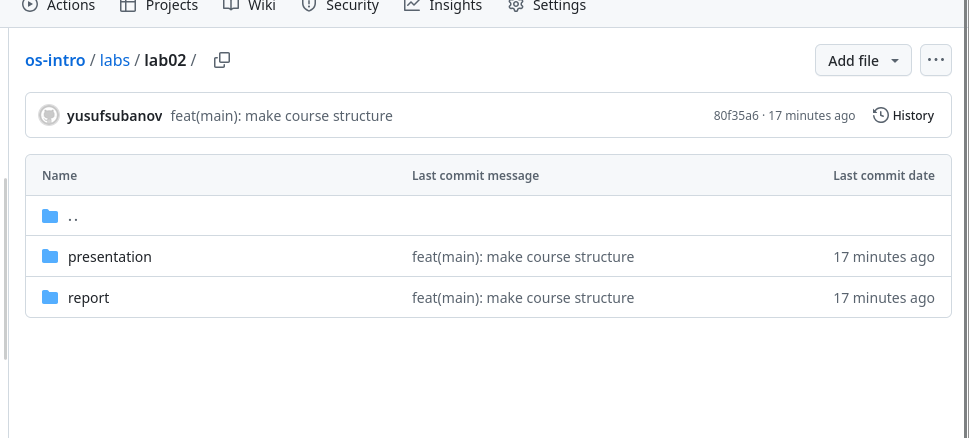 Actions Projects Wiki Security Insights Settings
os-intro / labs / lab02 /
Add file
yusufsubanov feat(main): make course structure 80f35a6 · 17 minutes ago History
Name Last commit message Last commit date
..
presentation feat(main): make course structure 17 minutes ago
report feat(main): make course structure 17 minutes ago